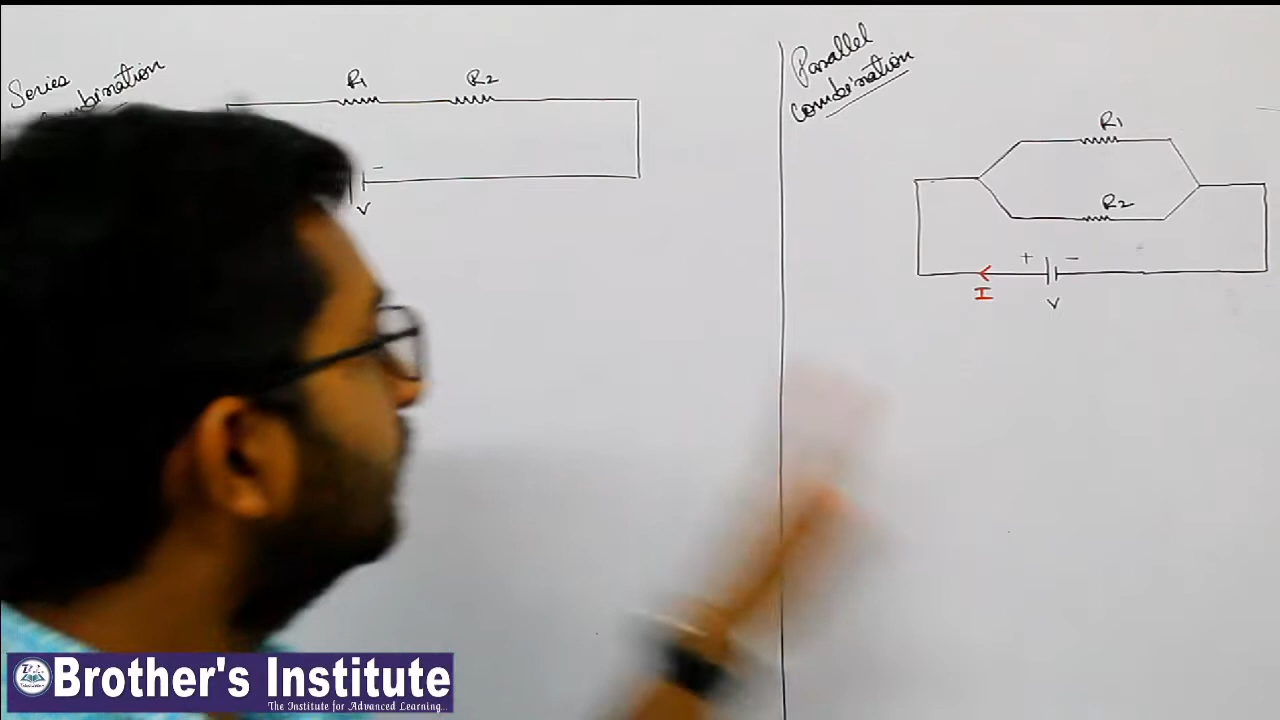 Series
combination
R1
R2
-
V
Parallel
combination
R1
R2
+
-
I
V
Brother's Institute
The Institute for Advanced Learning...